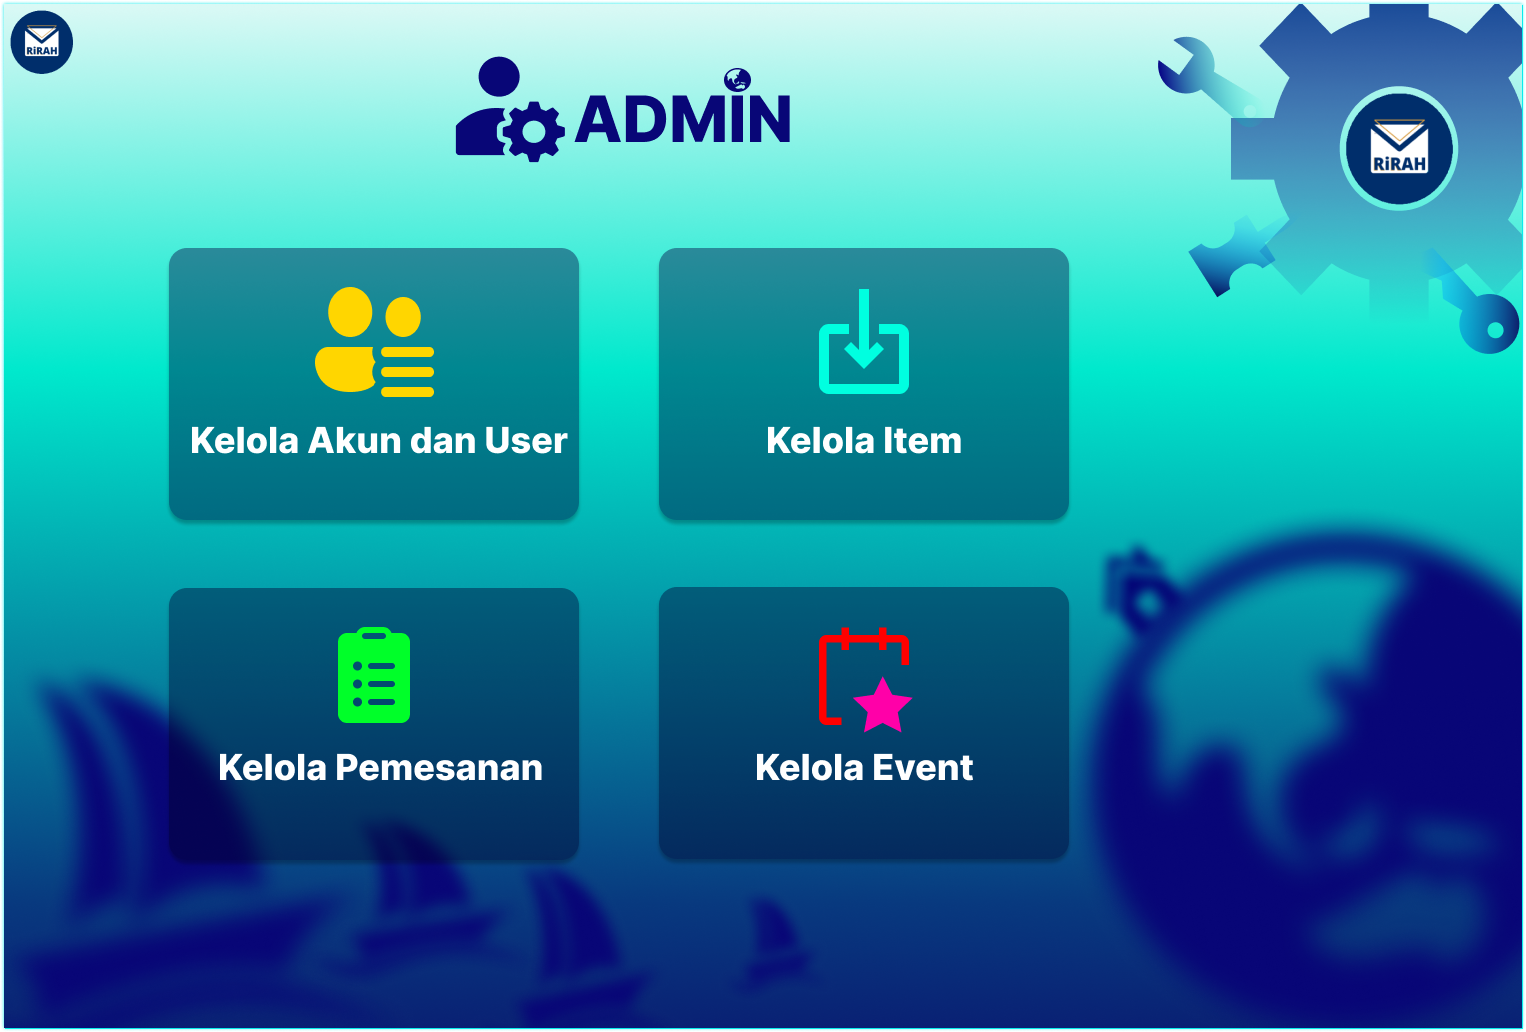 RiRAH
ADMIN
RiRAH
Kelola Akun dan User
Kelola Item
Kelola Pemesanan
Kelola Event